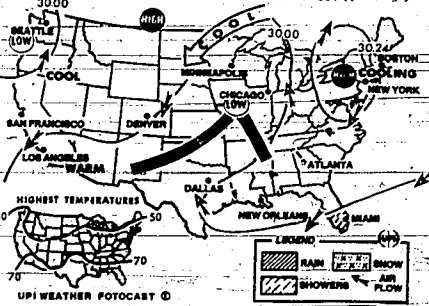 30.00
SEATTLE
(LOW)
HIGH
COOL
30.00
30.24
BOSTON
COOL
MINNEAPOLIS
HIGH COOLING
NEW YORK
CHICAGO
(LOW)
SAN FRANCISCO
DENVER
LOS ANGELES
WARM
ATLANTA
DALLAS
HIGHEST TEMPERATURES
NEW ORLEANS
MIAMI
50
LEGEND
UPI
RAIN
SNOW
SHOWERS
AIR
FLOW
70
70
UPI WEATHER FOTOCAST ©